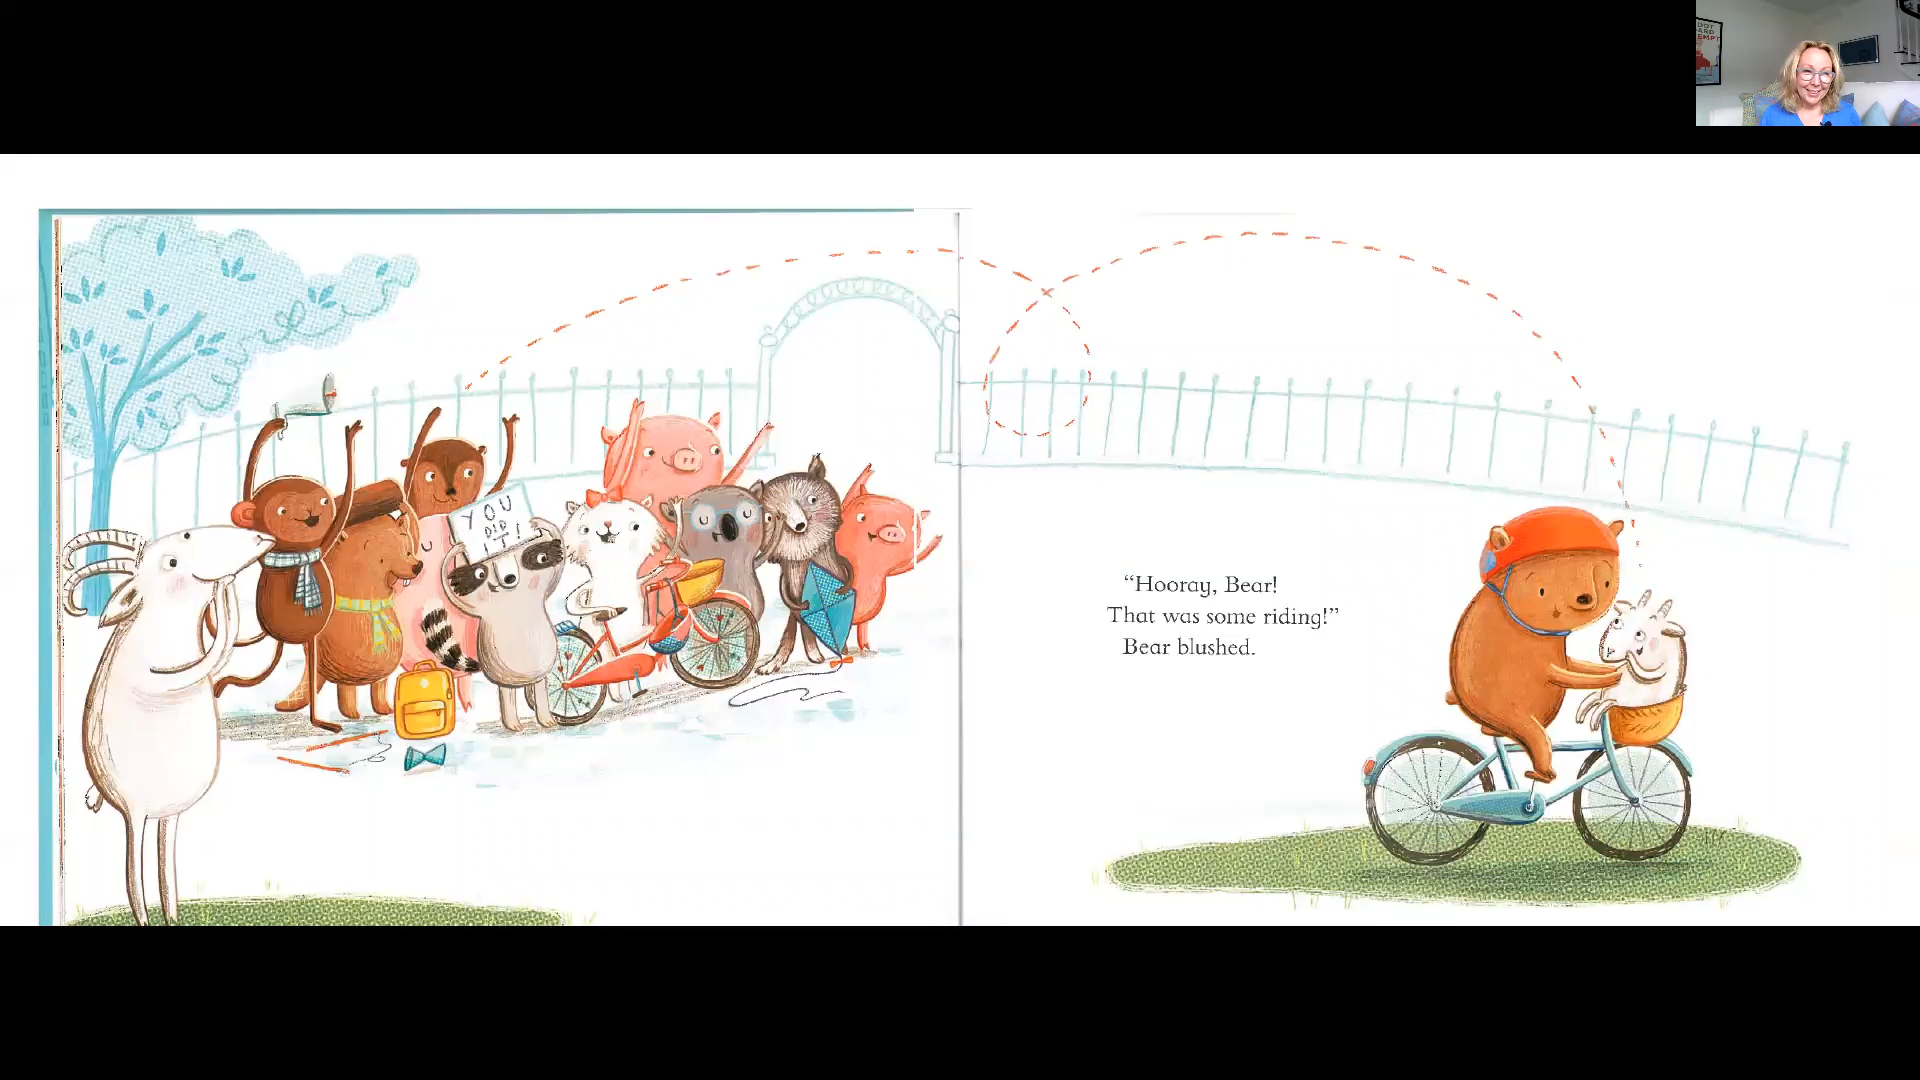 YOU
DID
IT!
“Hooray, Bear!
That was some riding!”
Bear blushed.